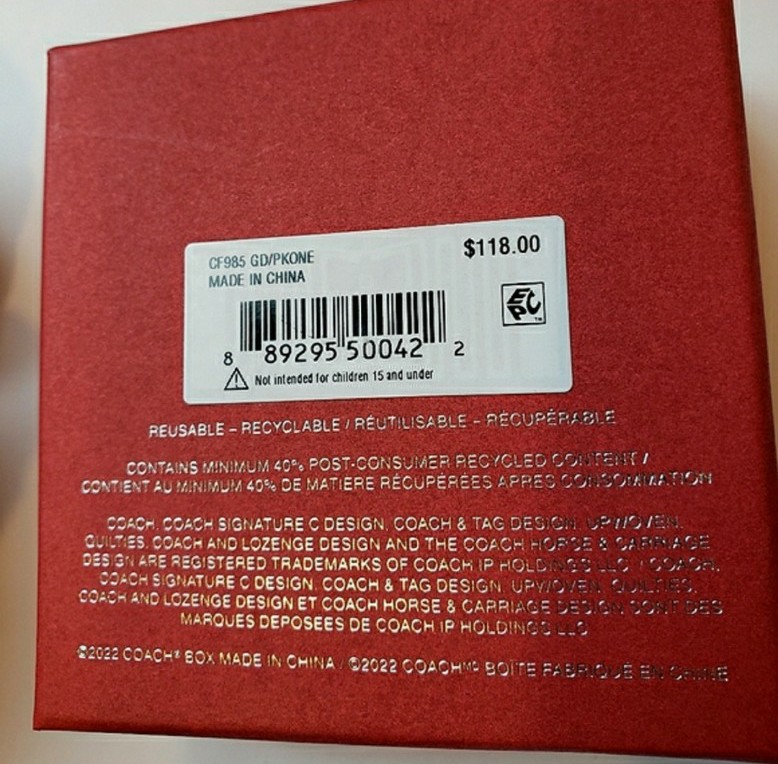 CF985 GD/PKONE
$118.00
MADE IN CHINA
EPC
TM
8 89295 50042 2
Not intended for children 15 and under
REUSABLE – RECYCLABLE / RÉUTILISABLE – RÉCUPÉRABLE
CONTAINS MINIMUM 40% POST-CONSUMER RECYCLED CONTENT /
CONTIENT AU MINIMUM 40% DE MATIÈRE RÉCUPÉRÉES APRES CONSOMMATION
COACH, COACH SIGNATURE C DESIGN, COACH & TAG DESIGN, UPWOVEN,
QUILTIES, COACH AND LOZENGE DESIGN AND THE COACH HORSE & CARRIAGE
DESIGN ARE REGISTERED TRADEMARKS OF COACH IP HOLDINGS LLC / COACH,
COACH SIGNATURE C DESIGN, COACH & TAG DESIGN, UPWOVEN, QUILTIES,
COACH AND LOZENGE DESIGN ET COACH HORSE & CARRIAGE DESIGN SONT DES
MARQUES DEPOSEES DE COACH IP HOLDINGS LLC
©2022 COACH® BOX MADE IN CHINA / ©2022 COACHMD BOÎTE FABRIQUÉ EN CHINE